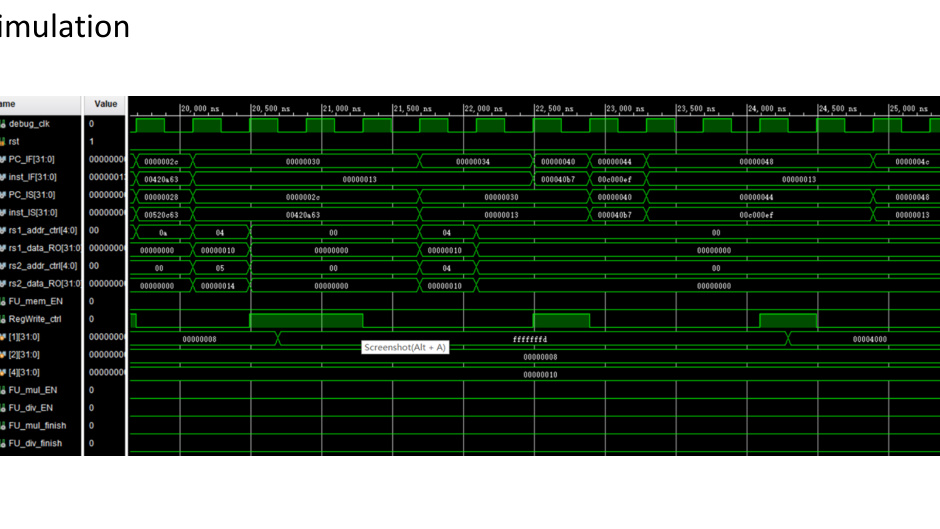 imulation
ame Value
20,000 ns 20,500 ns 21,000 ns 21,500 ns 22,000 ns 22,500 ns 23,000 ns 23,500 ns 24,000 ns 24,500 ns 25,000 ns
debug_clk 0
rst 1
PC_IF[31:0] 0000000 0000002c 00000030 00000034 00000040 00000044 00000048 0000004c
inst_IF[31:0] 0000001 00420a63 00000013 000040b7 00c000ef 00000013
PC_IS[31:0] 0000000 00000028 0000002c 00000030 00000040 00000044 00000048
inst_IS[31:0] 0000000 00520c63 00420a63 00000013 000040b7 00c000ef 00000013
rs1_addr_ctrl[4:0] 00 0a 04 00 04 00
rs1_data_RO[31:0 0000000 00000000 00000010 00000000 00000010 00000000
rs2_addr_ctrl[4:0] 00 00 05 00 04 00
rs2_data_RO[31:0 0000000 00000000 00000014 00000000 00000010 00000000
FU_mem_EN 0
RegWrite_ctrl 0
[1][31:0] 0000000 00000008 fffffffd 00004000
Screenshot(Alt + A)
[2][31:0] 0000000 00000008
[4][31:0] 0000000 00000010
FU_mul_EN 0
FU_div_EN 0
FU_mul_finish 0
FU_div_finish 0